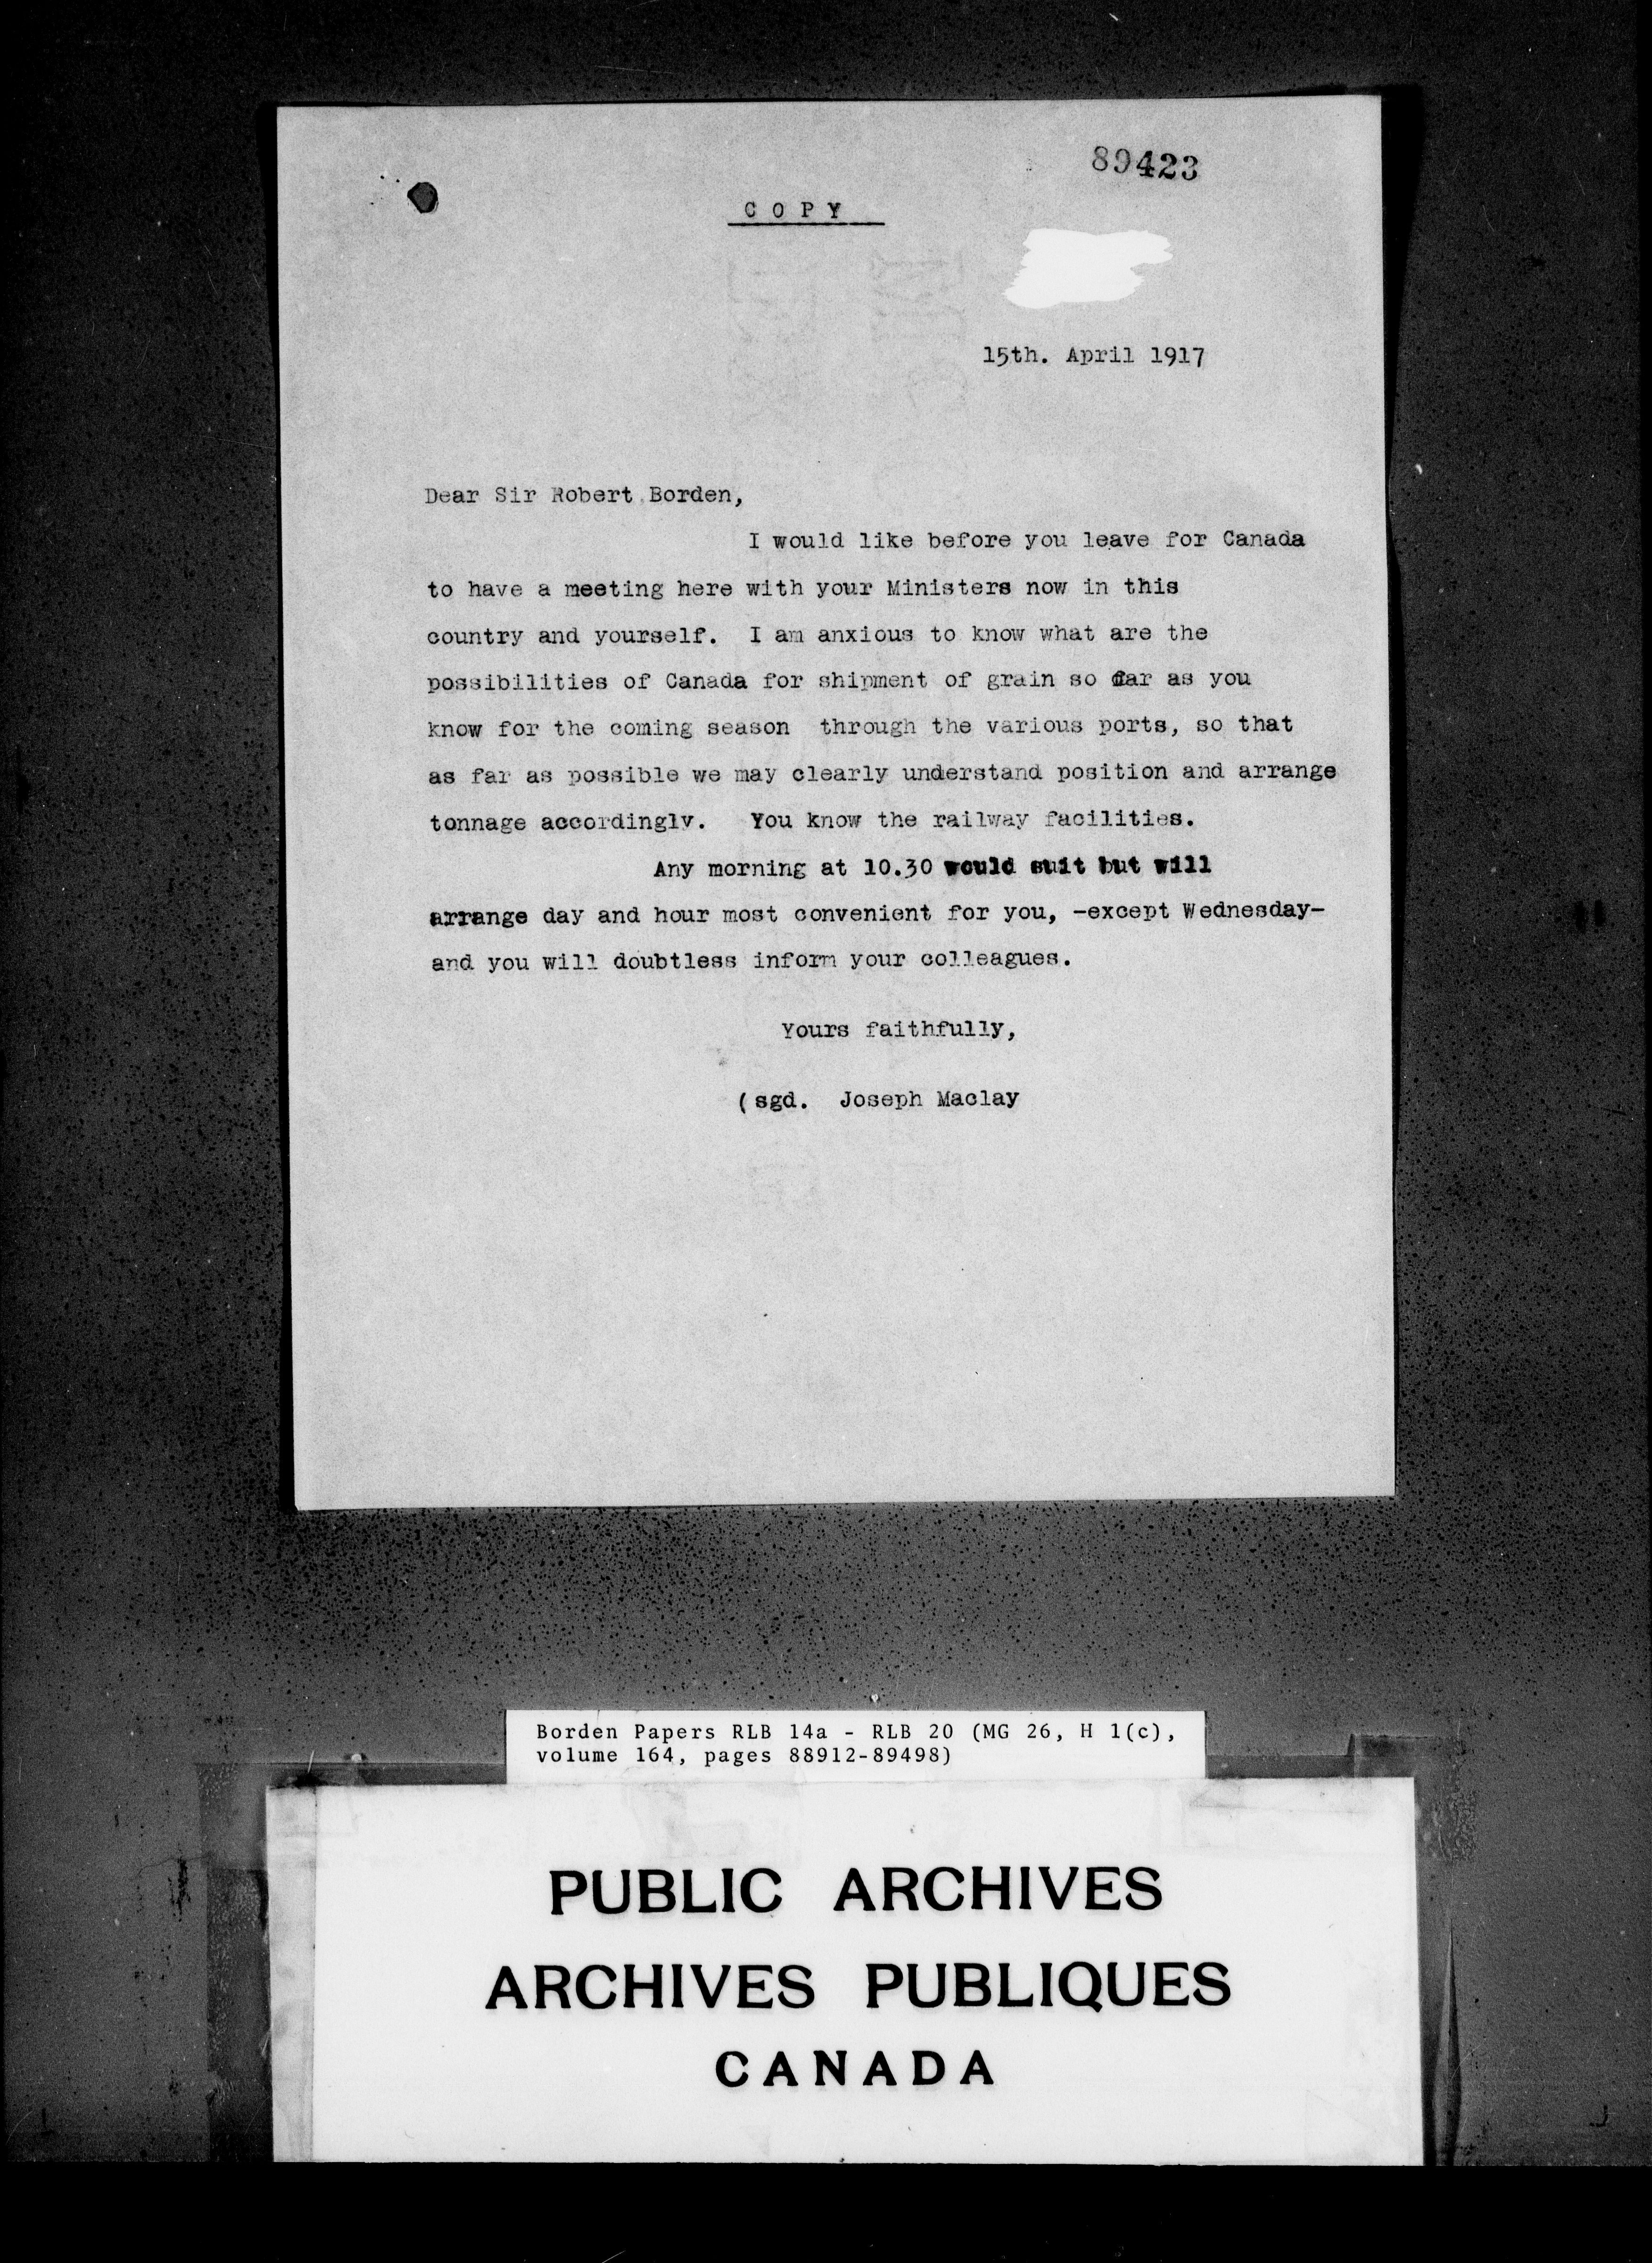 89423
COPY
15th. April 1917
Dear Sir Robert Borden,
I would like before you leave for Canada
to have a meeting here with your Ministers now in this
country and yourself. I am anxious to know what are the
possibilities of Canada for shipment of grain so far as you
know for the coming season through the various ports, so that
as far as possible we may clearly understand position and arrange
tonnage accordingly. You know the railway facilities.
Any morning at 10.30 would suit but will
arrange day and hour most convenient for you, -except Wednesday-
and you will doubtless inform your colleagues.
Yours faithfully,
(sgd. Joseph Maclay
Borden Papers RLB 14a - RLB 20 (MG 26, H 1(c),
volume 164, pages 88912-89498)
PUBLIC ARCHIVES
ARCHIVES PUBLIQUES
CANADA